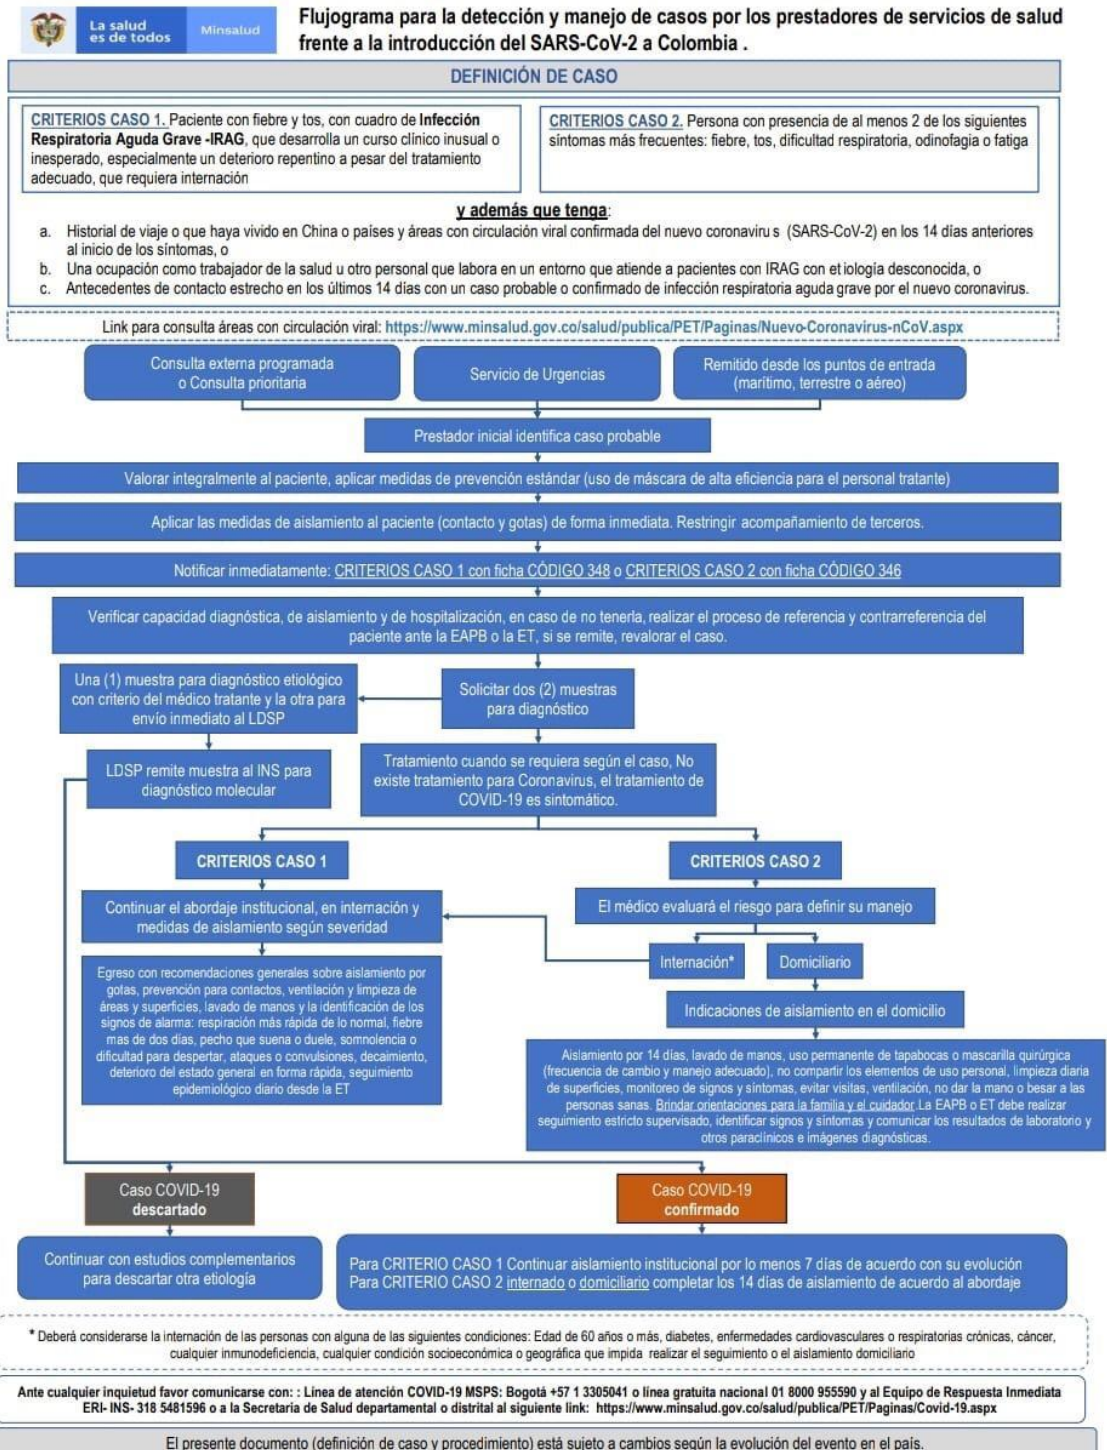 La salud
es de todos
Minsalud
Flujograma para la detección y manejo de casos por los prestadores de servicios de salud
frente a la introducción del SARS-CoV-2 a Colombia .
DEFINICIÓN DE CASO
CRITERIOS CASO 1. Paciente con fiebre y tos, con cuadro de Infección
Respiratoria Aguda Grave -IRAG, que desarrolla un curso clínico inusual o
inesperado, especialmente un deterioro repentino a pesar del tratamiento
adecuado, que requiera internación
CRITERIOS CASO 2. Persona con presencia de al menos 2 de los siguientes
síntomas más frecuentes: fiebre, tos, dificultad respiratoria, odinofagia o fatiga
y además que tenga:
a. Historial de viaje o que haya vivido en China o países y áreas con circulación viral confirmada del nuevo coronaviru s (SARS-CoV-2) en los 14 días anteriores
al inicio de los síntomas, o
b. Una ocupación como trabajador de la salud u otro personal que labora en un entorno que atiende a pacientes con IRAG con et iología desconocida, o
c. Antecedentes de contacto estrecho en los últimos 14 días con un caso probable o confirmado de infección respiratoria aguda grave por el nuevo coronavirus.
Link para consulta áreas con circulación viral: https://www.minsalud.gov.co/salud/publica/PET/Paginas/Nuevo-Coronavirus-nCoV.aspx
Consulta externa programada
o Consulta prioritaria
Servicio de Urgencias
Remitido desde los puntos de entrada
(marítimo, terrestre o aéreo)
Prestador inicial identifica caso probable
Valorar integralmente al paciente, aplicar medidas de prevención estándar (uso de máscara de alta eficiencia para el personal tratante)
Aplicar las medidas de aislamiento al paciente (contacto y gotas) de forma inmediata. Restringir acompañamiento de terceros.
Notificar inmediatamente: CRITERIOS CASO 1 con ficha CÓDIGO 348 o CRITERIOS CASO 2 con ficha CÓDIGO 346
Verificar capacidad diagnóstica, de aislamiento y de hospitalización, en caso de no tenerla, realizar el proceso de referencia y contrarreferencia del
paciente ante la EAPB o la ET, si se remite, revalorar el caso.
Una (1) muestra para diagnóstico etiológico
con criterio del médico tratante y la otra para
envío inmediato al LDSP
Solicitar dos (2) muestras
para diagnóstico
LDSP remite muestra al INS para
diagnóstico molecular
Tratamiento cuando se requiera según el caso, No
existe tratamiento para Coronavirus, el tratamiento de
COVID-19 es sintomático.
CRITERIOS CASO 1
CRITERIOS CASO 2
Continuar el abordaje institucional, en internación y
medidas de aislamiento según severidad
El médico evaluará el riesgo para definir su manejo
Internación*
Domiciliario
Egreso con recomendaciones generales sobre aislamiento por
gotas, prevención para contactos, ventilación y limpieza de
áreas y superficies, lavado de manos y la identificación de los
signos de alarma: respiración más rápida de lo normal, fiebre
mas de dos días, pecho que suena o duele, somnolencia o
dificultad para despertar, ataques o convulsiones, decaimiento,
deterioro del estado general en forma rápida, seguimiento
epidemiológico diario desde la ET
Indicaciones de aislamiento en el domicilio
Aislamiento por 14 días, lavado de manos, uso permanente de tapabocas o mascarilla quirúrgica
(frecuencia de cambio y manejo adecuado), no compartir los elementos de uso personal, limpieza diaria
de superficies, monitoreo de signos y síntomas, evitar visitas, ventilación, no dar la mano o besar a las
personas sanas. Brindar orientaciones para la familia y el cuidador.La EAPB o ET debe realizar
seguimiento estricto supervisado, identificar signos y síntomas y comunicar los resultados de laboratorio y
otros paraclínicos e imágenes diagnósticas.
Caso COVID-19
descartado
Caso COVID-19
confirmado
Continuar con estudios complementarios
para descartar otra etiología
Para CRITERIO CASO 1 Continuar aislamiento institucional por lo menos 7 días de acuerdo con su evolución
Para CRITERIO CASO 2 internado o domiciliario completar los 14 días de aislamiento de acuerdo al abordaje
* Deberá considerarse la internación de las personas con alguna de las siguientes condiciones: Edad de 60 años o más, diabetes, enfermedades cardiovasculares o respiratorias crónicas, cáncer,
cualquier inmunodeficiencia, cualquier condición socioeconómica o geográfica que impida realizar el seguimiento o el aislamiento domiciliario
Ante cualquier inquietud favor comunicarse con: : Línea de atención COVID-19 MSPS: Bogotá +57 1 3305041 o línea gratuita nacional 01 8000 955590 y al Equipo de Respuesta Inmediata
ERI- INS- 318 5481596 o a la Secretaria de Salud departamental o distrital al siguiente link: https://www.minsalud.gov.co/salud/publica/PET/Paginas/Covid-19.aspx
El presente documento (definición de caso y procedimiento) está sujeto a cambios según la evolución del evento en el país.